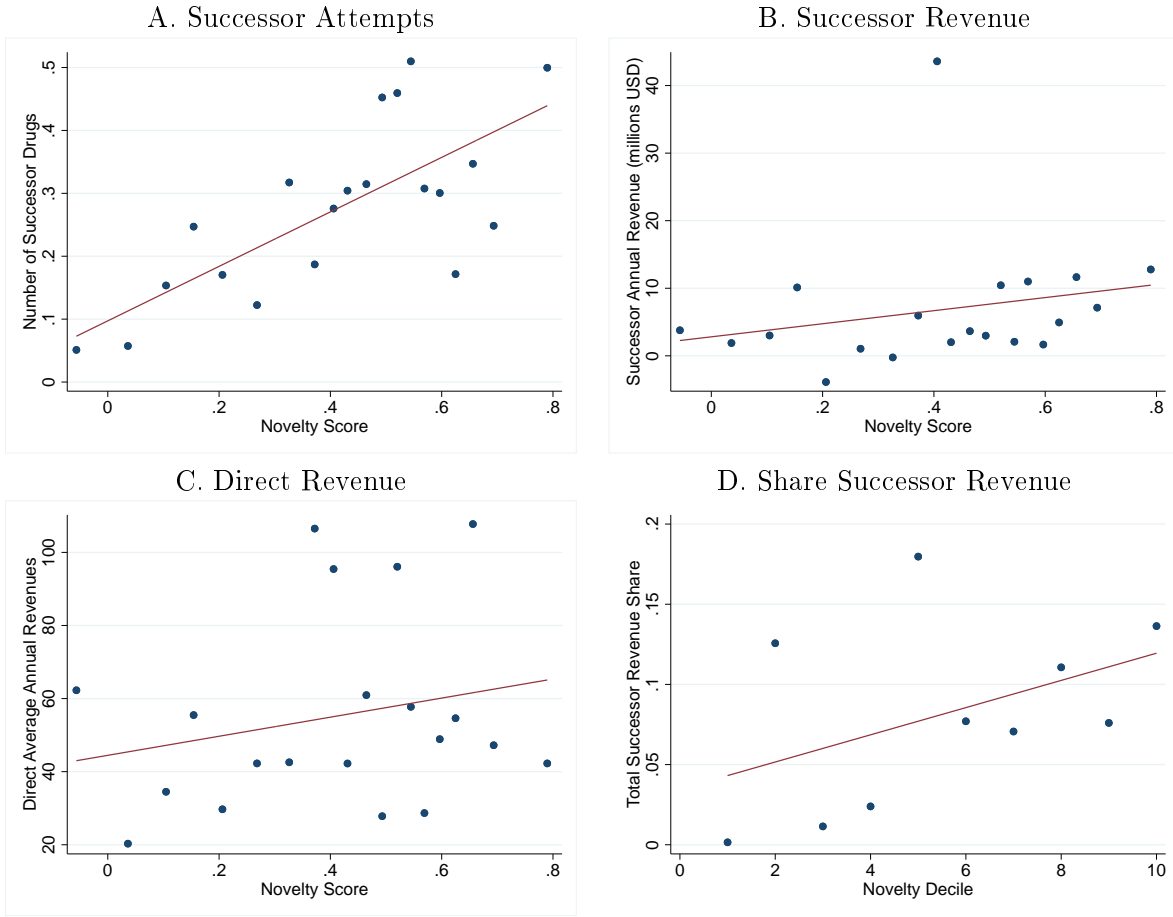 A. Successor Attempts
Number of Successor Drugs
.5
.4
.3
.2
.1
0
0 .2 .4 .6 .8
Novelty Score
B. Successor Revenue
Successor Annual Revenue (millions USD)
40
30
20
10
0
0 .2 .4 .6 .8
Novelty Score
C. Direct Revenue
Direct Average Annual Revenues
100
80
60
40
20
0 .2 .4 .6 .8
Novelty Score
D. Share Successor Revenue
Total Successor Revenue Share
.2
.15
.1
.05
0
0 2 4 6 8 10
Novelty Decile